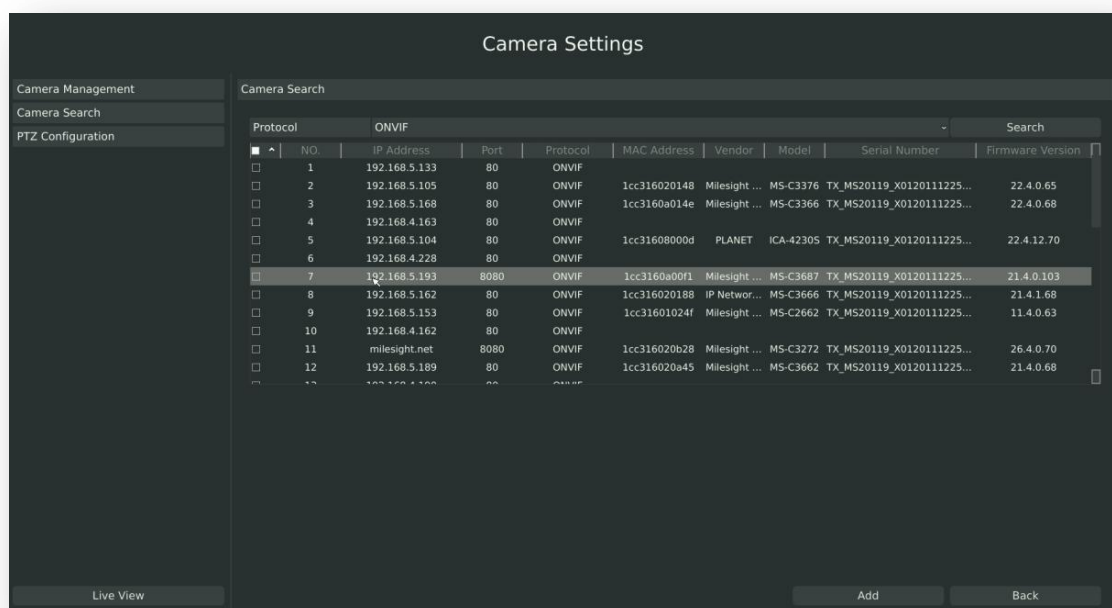 Camera Settings
Camera Management
Camera Search
PTZ Configuration
Camera Search
Protocol ONVIF Search
NO. IP Address Port Protocol MAC Address Vendor Model Serial Number Firmware Version
1 192.168.5.133 80 ONVIF
2 192.168.5.105 80 ONVIF 1cc316020148 Milesight ... MS-C3376 TX_MS20119_X0120111225... 22.4.0.65
3 192.168.5.168 80 ONVIF 1cc3160a014e Milesight ... MS-C3366 TX_MS20119_X0120111225... 22.4.0.68
4 192.168.4.163 80 ONVIF
5 192.168.5.104 80 ONVIF 1cc31608000d PLANET ICA-4230S TX_MS20119_X0120111225... 22.4.12.70
6 192.168.4.228 80 ONVIF
7 192.168.5.193 8080 ONVIF 1cc3160a00f1 Milesight ... MS-C3687 TX_MS20119_X0120111225... 21.4.0.103
8 192.168.5.162 80 ONVIF 1cc316020188 IP Networ... MS-C3666 TX_MS20119_X0120111225... 21.4.1.68
9 192.168.5.153 80 ONVIF 1cc31601024f Milesight ... MS-C2662 TX_MS20119_X0120111225... 11.4.0.63
10 192.168.4.162 80 ONVIF
11 milesight.net 8080 ONVIF 1cc316020b28 Milesight ... MS-C3272 TX_MS20119_X0120111225... 26.4.0.70
12 192.168.5.189 80 ONVIF 1cc316020a45 Milesight ... MS-C3662 TX_MS20119_X0120111225... 21.4.0.68
Live View Add Back